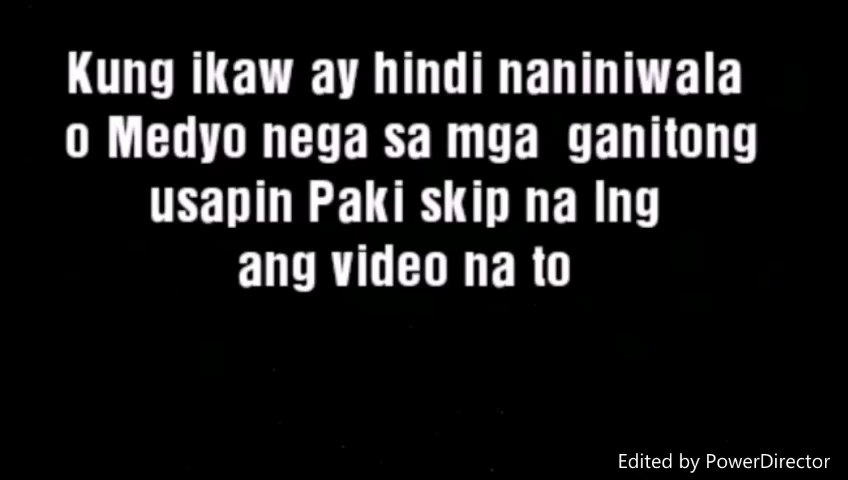 Kung ikaw ay hindi naniniwala
o Medyo nega sa mga ganitong
usapin Paki skip na lng
ang video na to
Edited by PowerDirector